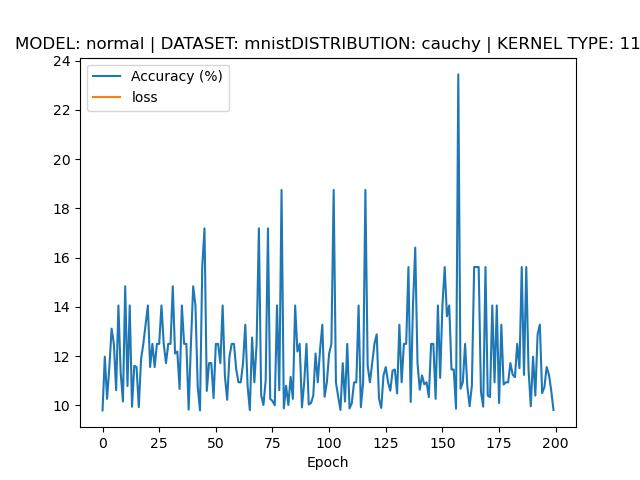 MODEL: normal | DATASET: mnistDISTRIBUTION: cauchy | KERNEL TYPE: 11
Accuracy (%)
loss
24
22
20
18
16
14
12
10
0 25 50 75 100 125 150 175 200
Epoch